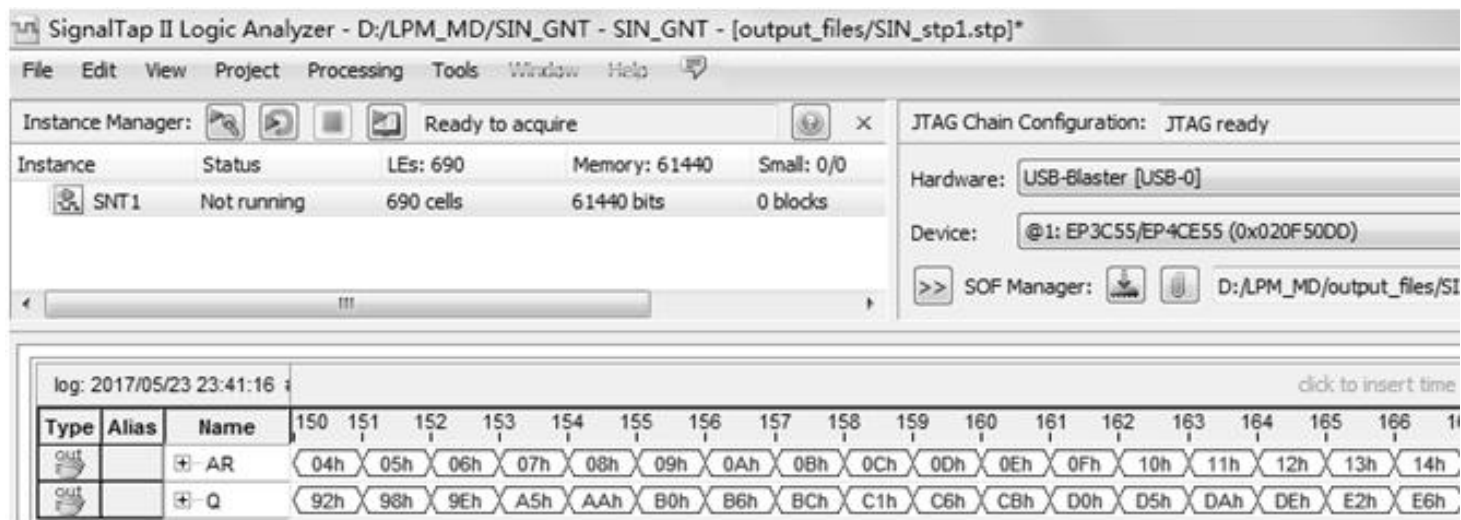 SignalTap II Logic Analyzer - D:/LPM_MD/SIN_GNT - SIN_GNT - [output_files/SIN_stp1.stp]*
File Edit View Project Processing Tools Window Help
Instance Manager: Ready to acquire
JTAG Chain Configuration: JTAG ready
Instance Status LEs: 690 Memory: 61440 Small: 0/0
SNT1 Not running 690 cells 61440 bits 0 blocks
Hardware: USB-Blaster [USB-0]
Device: @1: EP3C55/EP4CE55 (0x020F50DD)
>> SOF Manager: D:/LPM_MD/output_files/SI
log: 2017/05/23 23:41:16 click to insert time
Type Alias Name 150 151 152 153 154 155 156 157 158 159 160 161 162 163 164 165 166
out AR 04h 05h 06h 07h 08h 09h 0Ah 0Bh 0Ch 0Dh 0Eh 0Fh 10h 11h 12h 13h 14h
out Q 92h 98h 9Eh A5h AAh B0h B6h BCh C1h C6h CBh D0h D5h DAh DEh E2h E6h